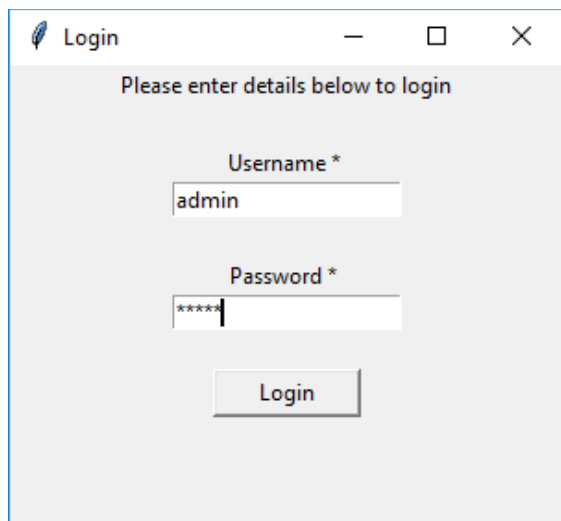 Login
Please enter details below to login
Username *
admin
Password *
*****
Login